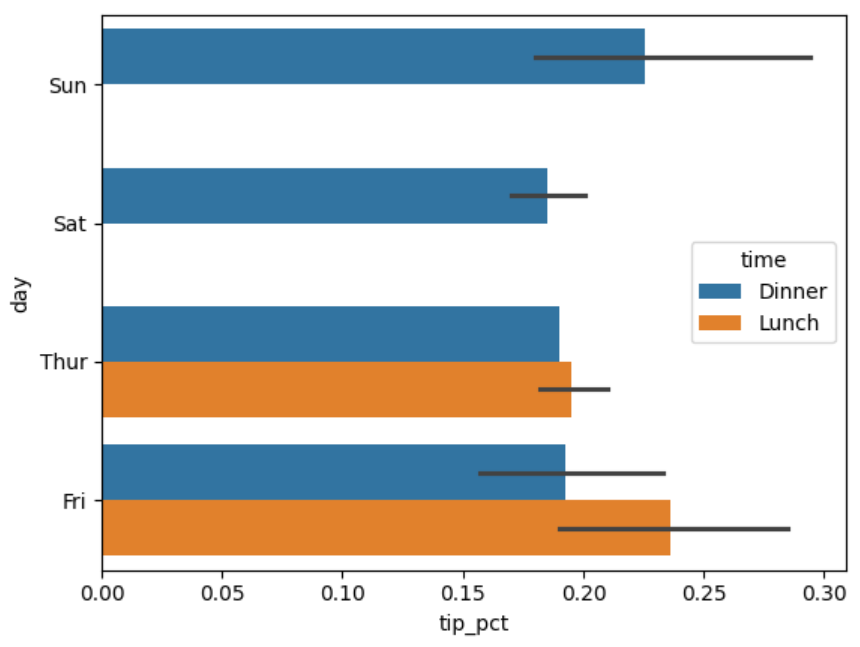 Sun
Sat
Thur
Fri
day
time
Dinner
Lunch
0.00 0.05 0.10 0.15 0.20 0.25 0.30
tip_pct